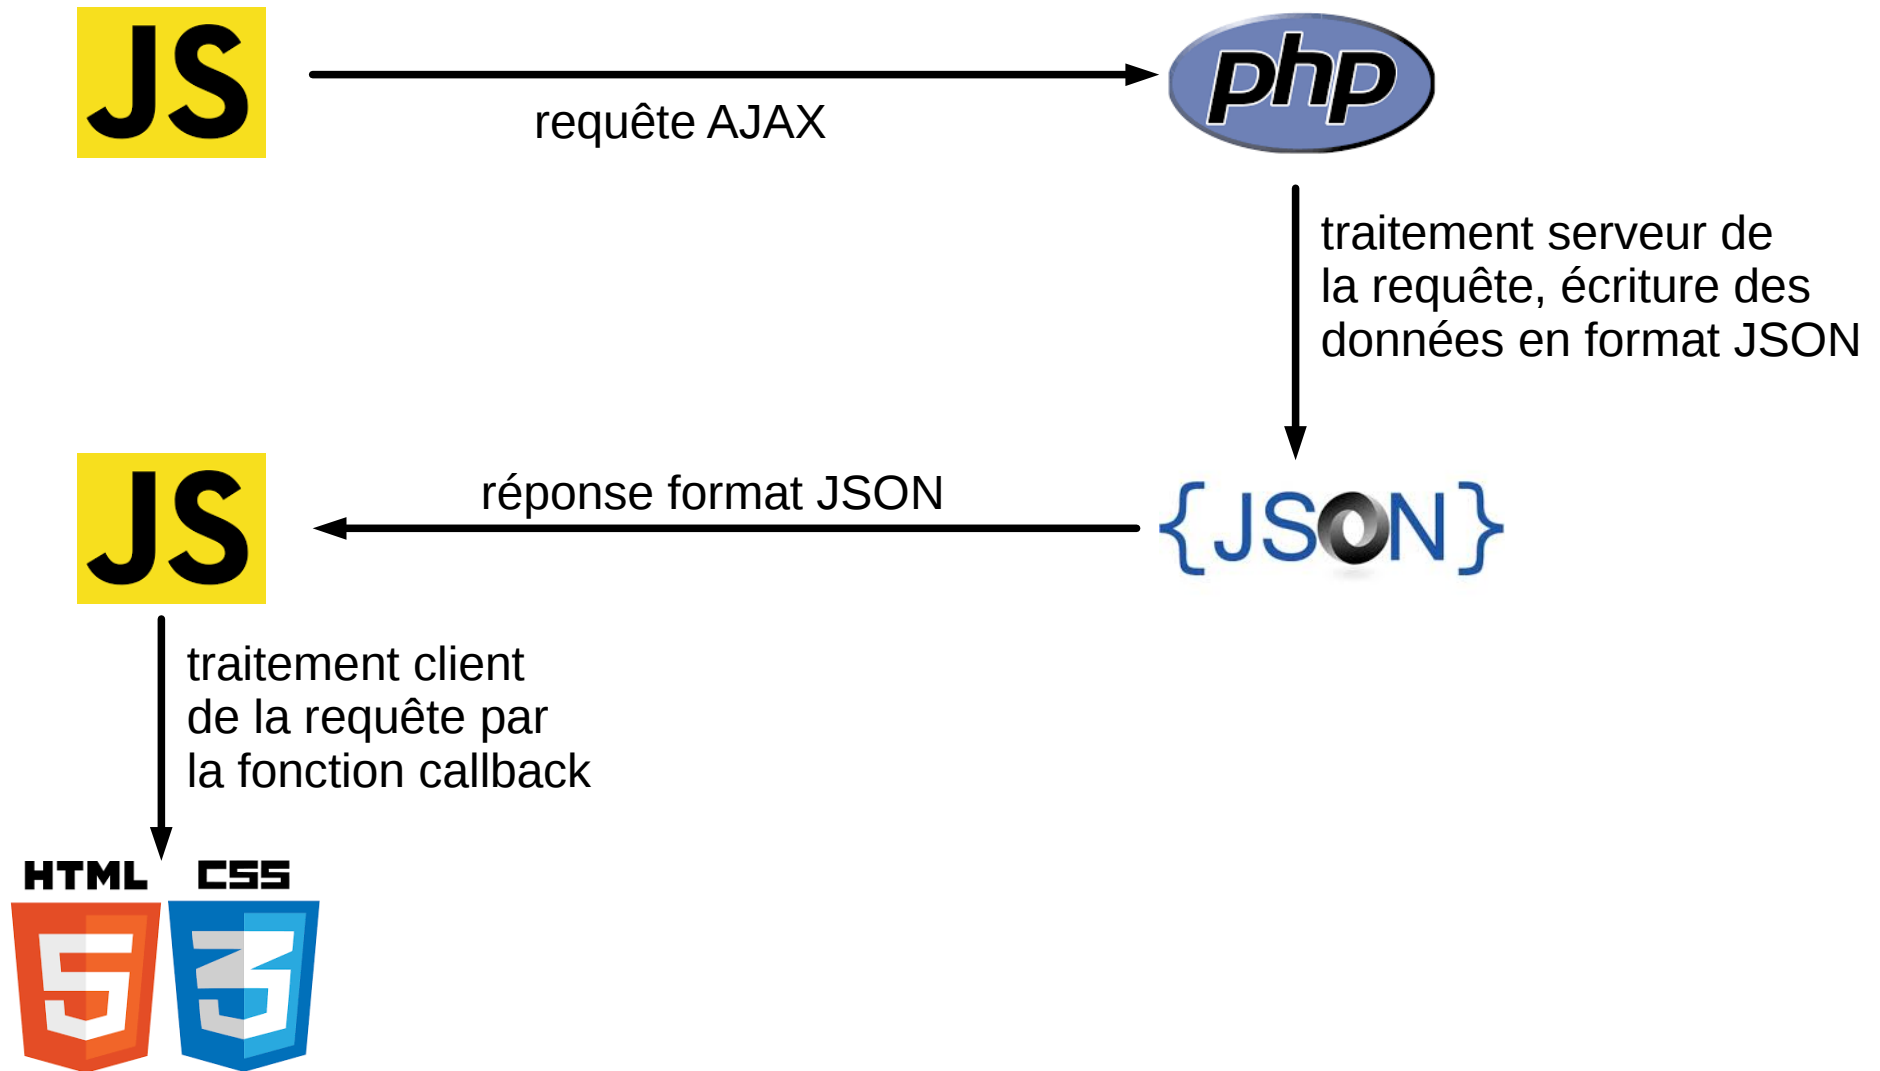 JS
php
requête AJAX
traitement serveur de
la requête, écriture des
données en format JSON
JS
réponse format JSON
{JSON}
traitement client
de la requête par
la fonction callback
HTML
CSS
5
3